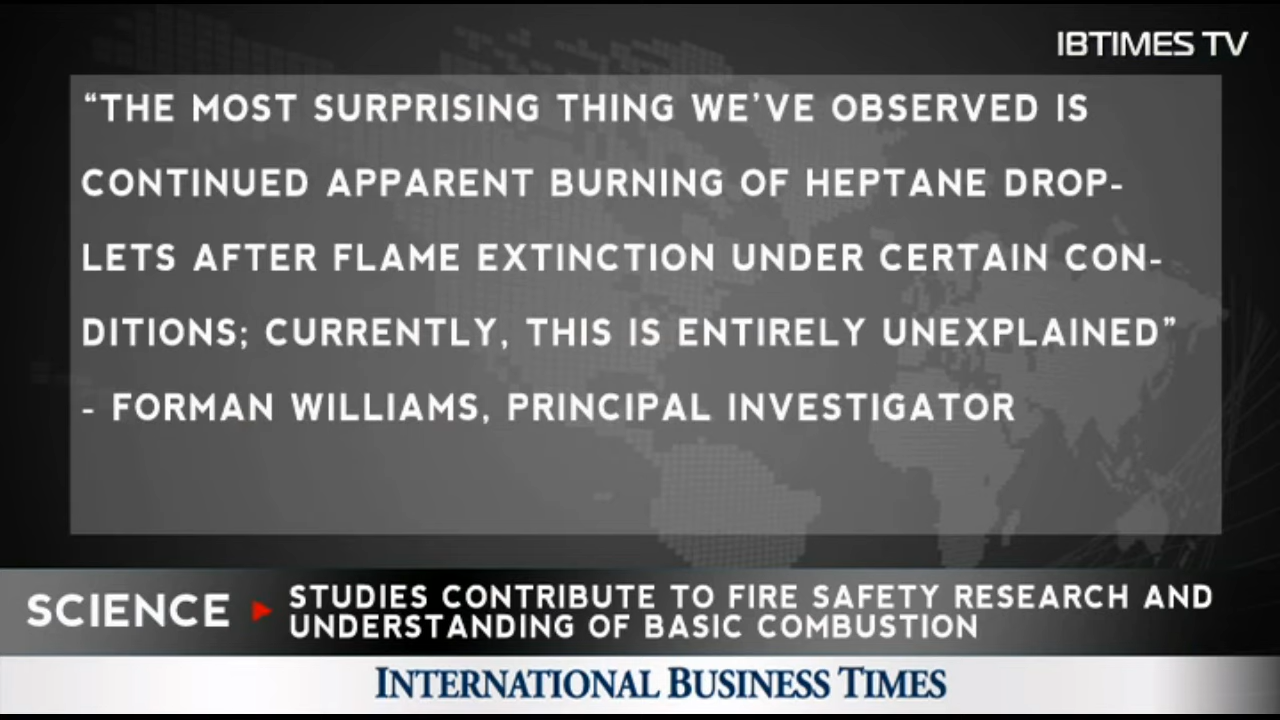 IBTIMES TV
“THE MOST SURPRISING THING WE’VE OBSERVED IS
CONTINUED APPARENT BURNING OF HEPTANE DROP-
LETS AFTER FLAME EXTINCTION UNDER CERTAIN CON-
DITIONS; CURRENTLY, THIS IS ENTIRELY UNEXPLAINED”
- FORMAN WILLIAMS, PRINCIPAL INVESTIGATOR
SCIENCE
STUDIES CONTRIBUTE TO FIRE SAFETY RESEARCH AND
UNDERSTANDING OF BASIC COMBUSTION
INTERNATIONAL BUSINESS TIMES